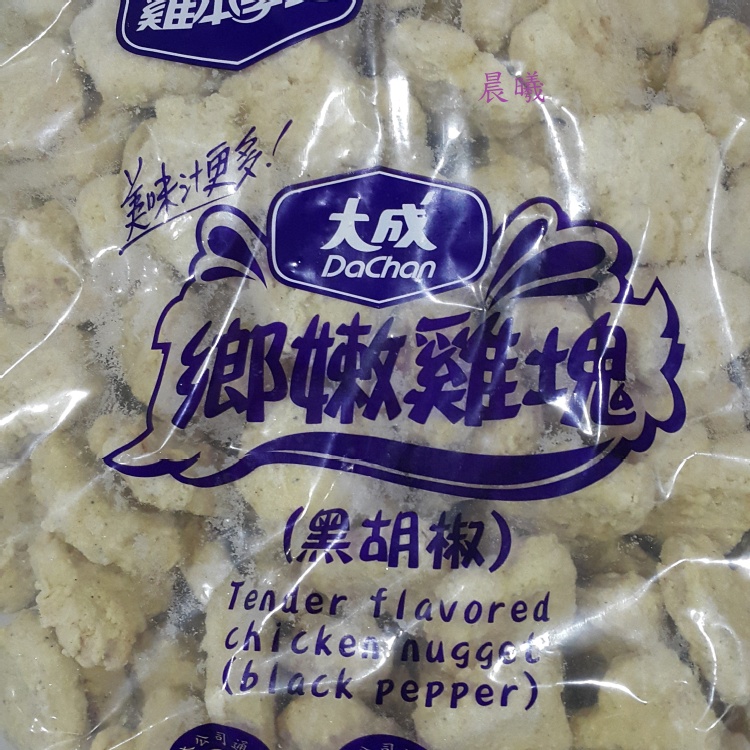 晨曦
美味汁更多!
大成
DaChan
鄉嫩雞塊
(黑胡椒)
Tender flavored
chicken nugget
(black pepper)